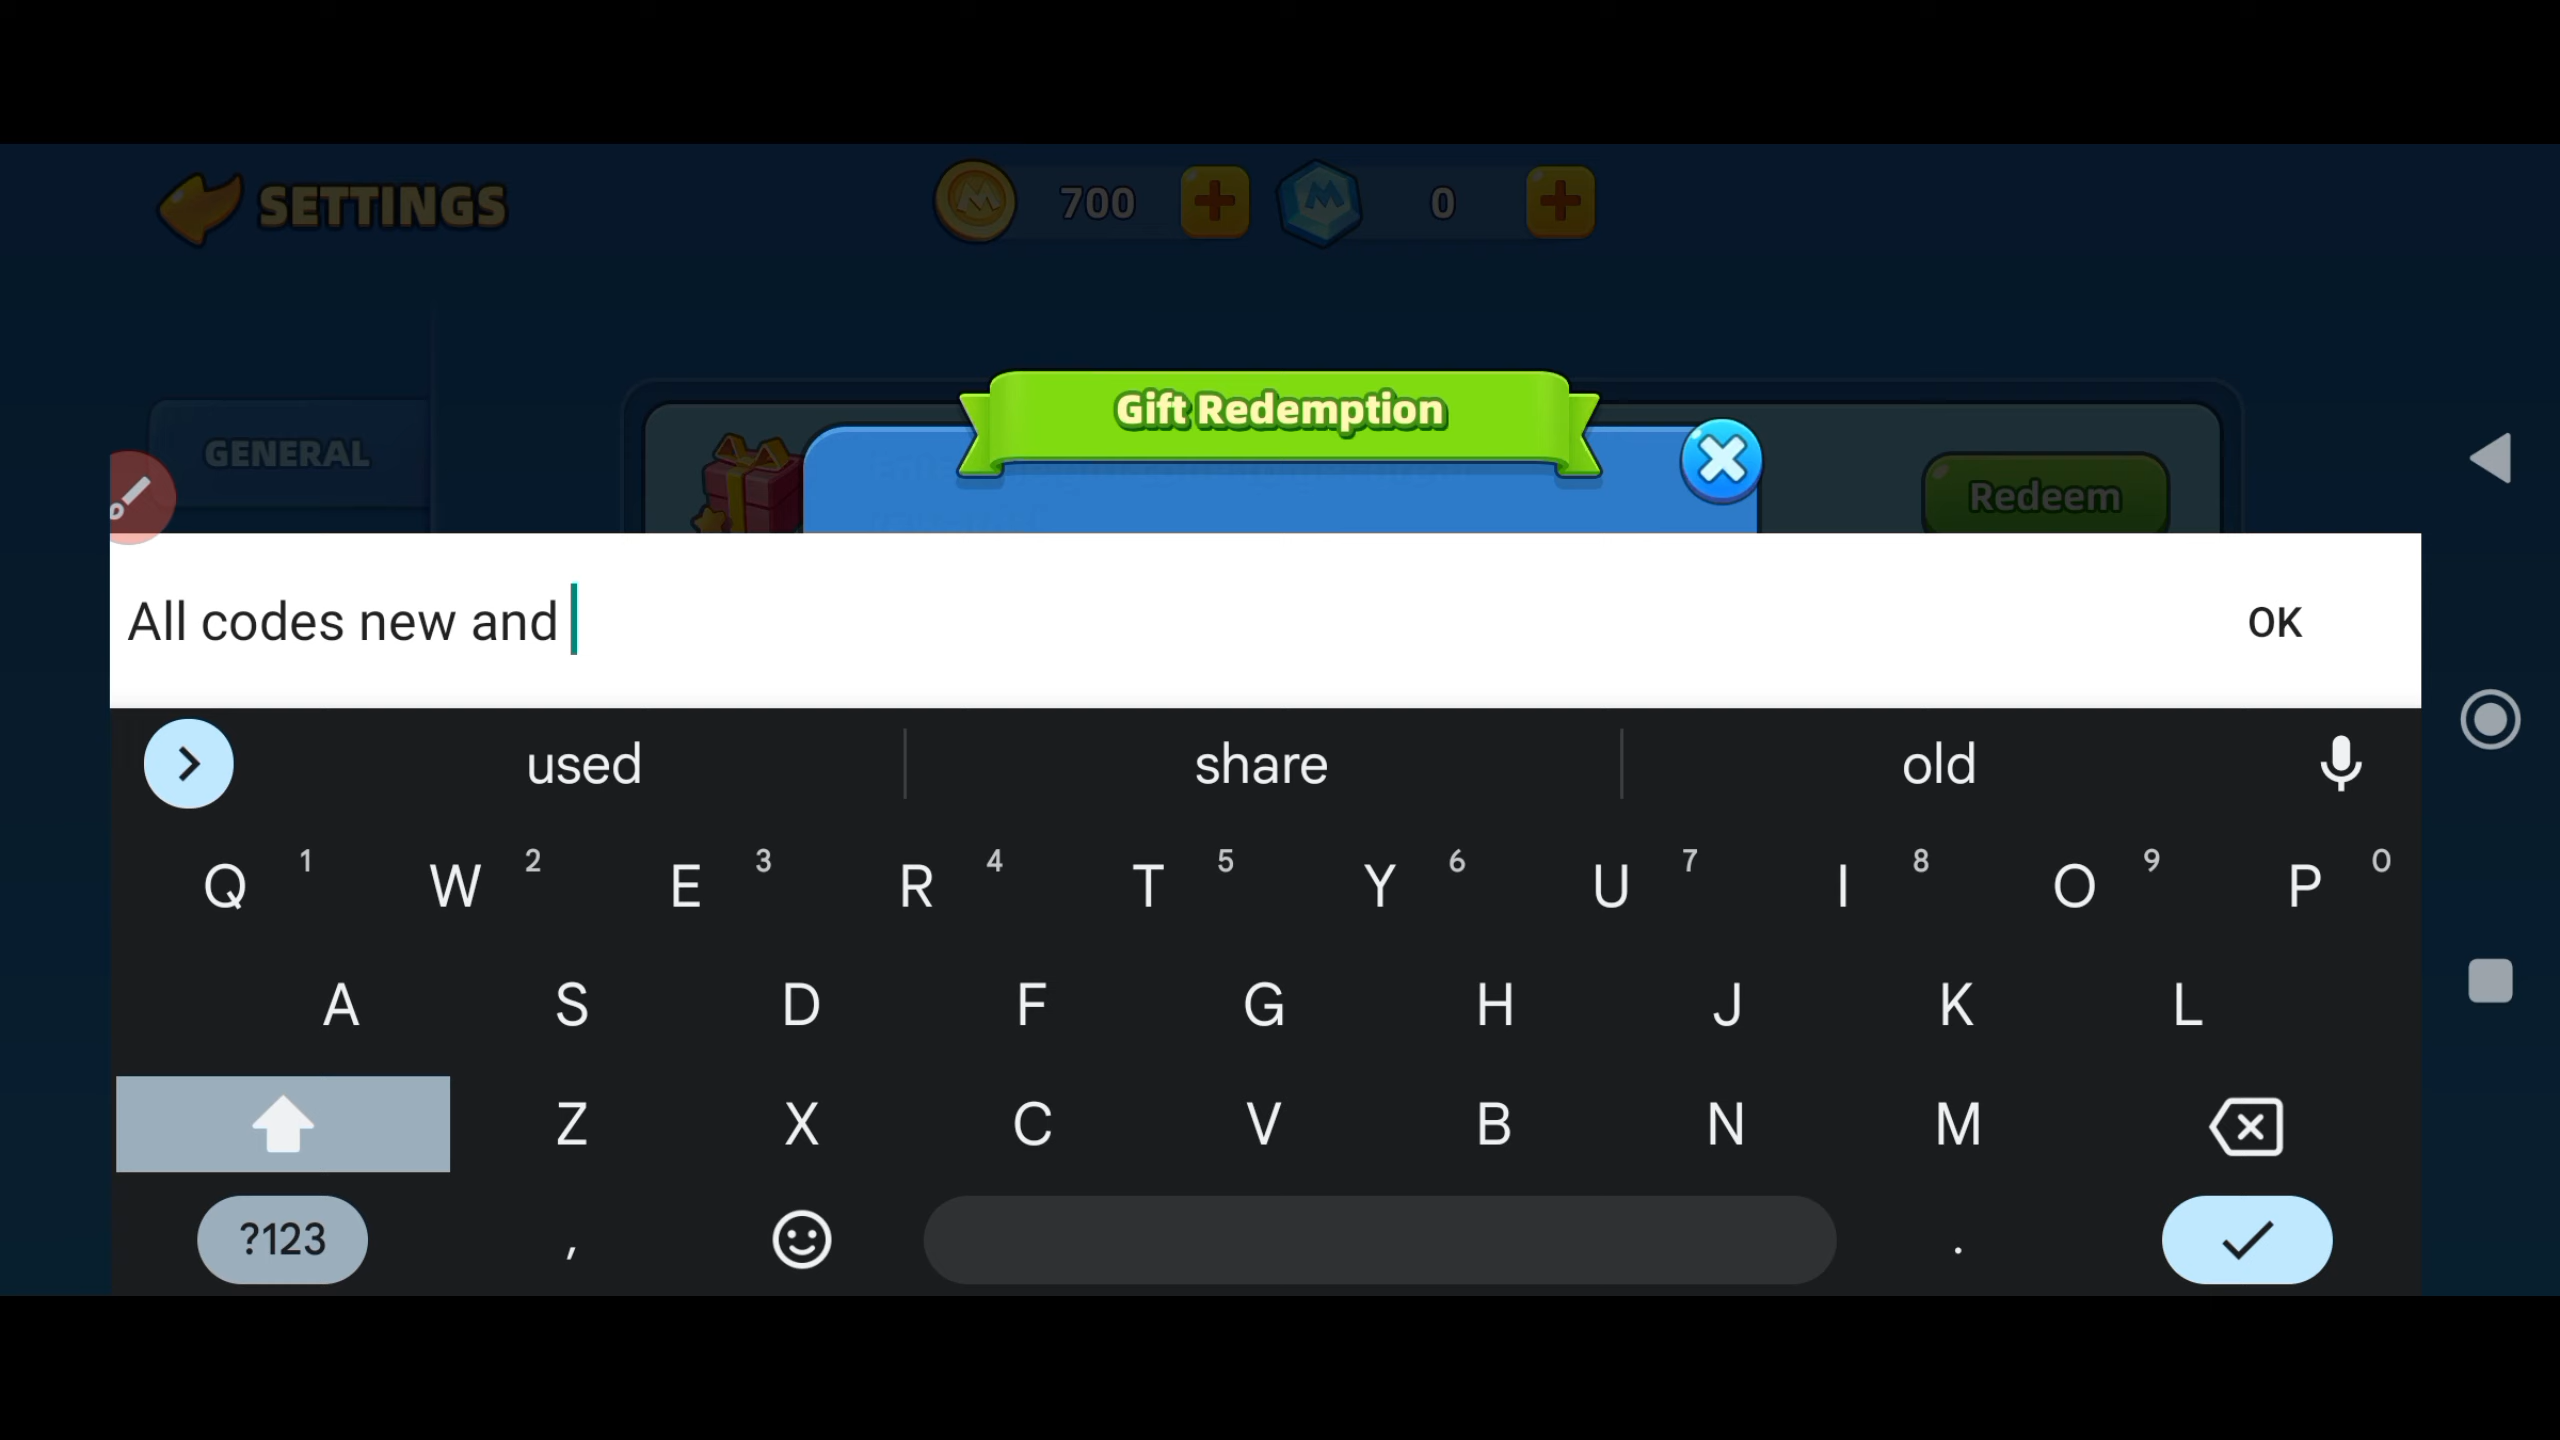 SETTINGS
700
0
Gift Redemption
GENERAL
Redeem
All codes new and
OK
used
share
old
Q 1 W 2 E 3 R 4 T 5 Y 6 U 7 I 8 O 9 P 0
A S D F G H J K L
Z X C V B N M
?123 , .